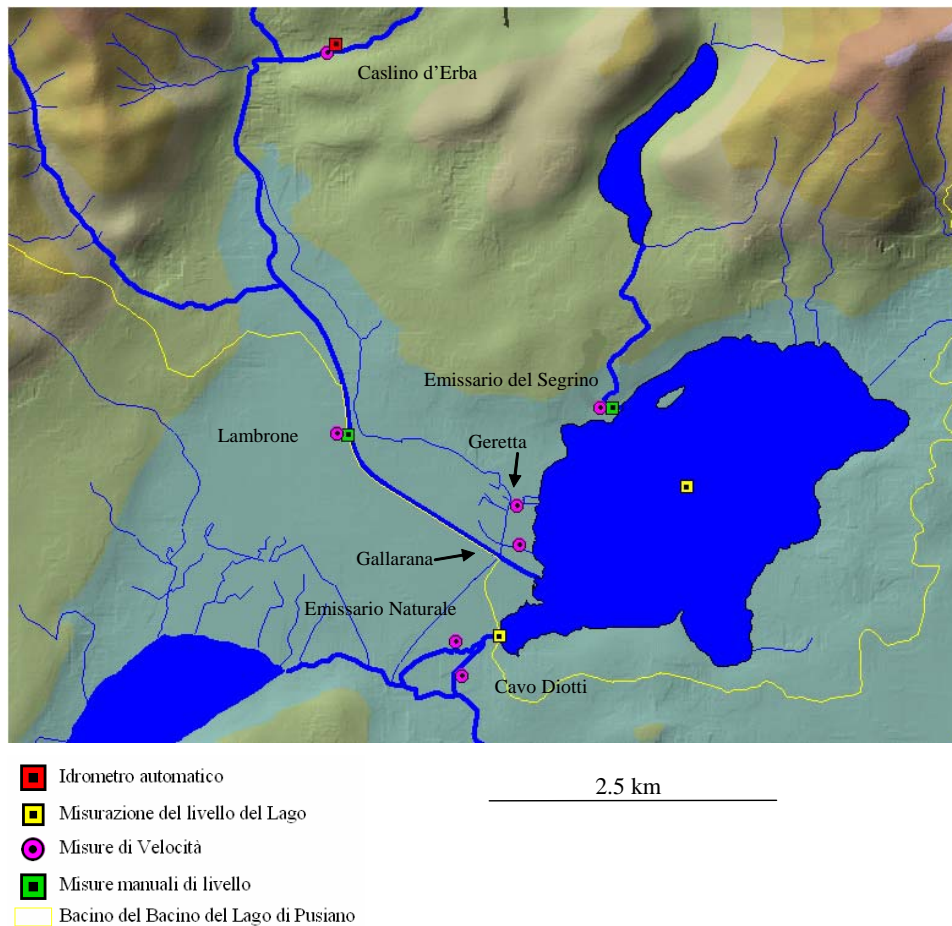 Caslino d'Erba
Emissario del Segrino
Lambrone
Geretta
Gallarana
Emissario Naturale
Cavo Diotti
Idrometro automatico
2.5 km
Misurazione del livello del Lago
Misure di Velocità
Misure manuali di livello
Bacino del Bacino del Lago di Pusiano